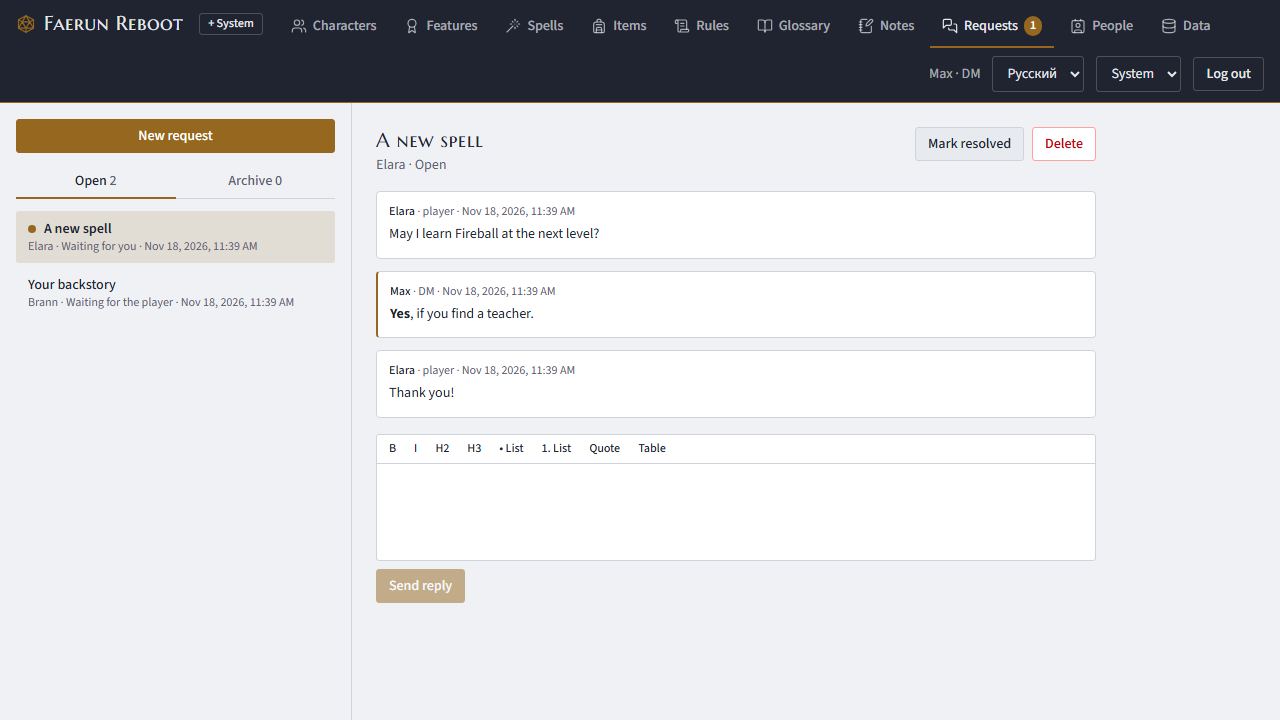 Faerun Reboot
+ System
Characters
Features
Spells
Items
Rules
Glossary
Notes
Requests 1
People
Data
Max · DM
Русский
System
Log out
New request
Open 2
Archive 0
A new spell
Elara · Waiting for you · Nov 18, 2026, 11:39 AM
Your backstory
Brann · Waiting for the player · Nov 18, 2026, 11:39 AM
A new spell
Elara · Open
Mark resolved
Delete
Elara · player · Nov 18, 2026, 11:39 AM
May I learn Fireball at the next level?
Max · DM · Nov 18, 2026, 11:39 AM
Yes, if you find a teacher.
Elara · player · Nov 18, 2026, 11:39 AM
Thank you!
B I H2 H3 • List 1. List Quote Table
Send reply